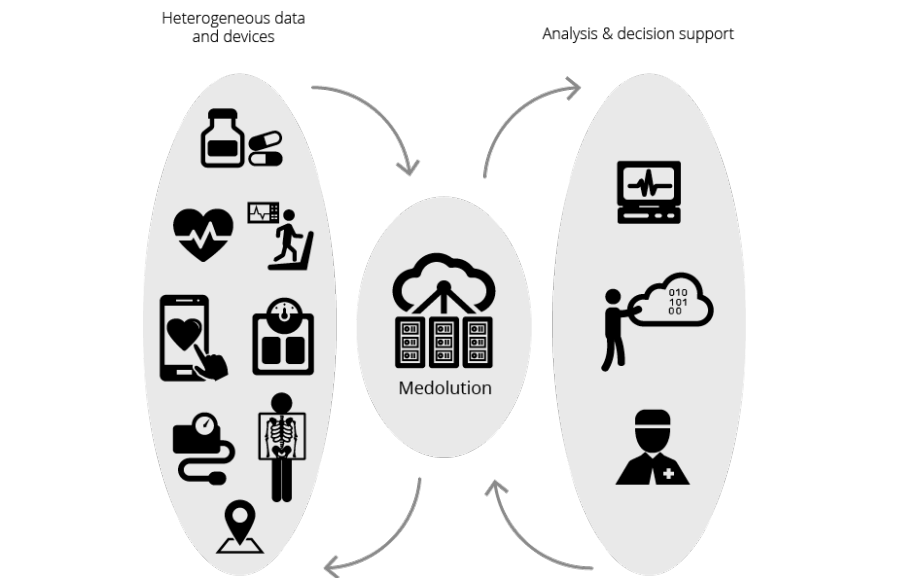 Heterogeneous data
and devices
Analysis & decision support
010
101
00
Medolution